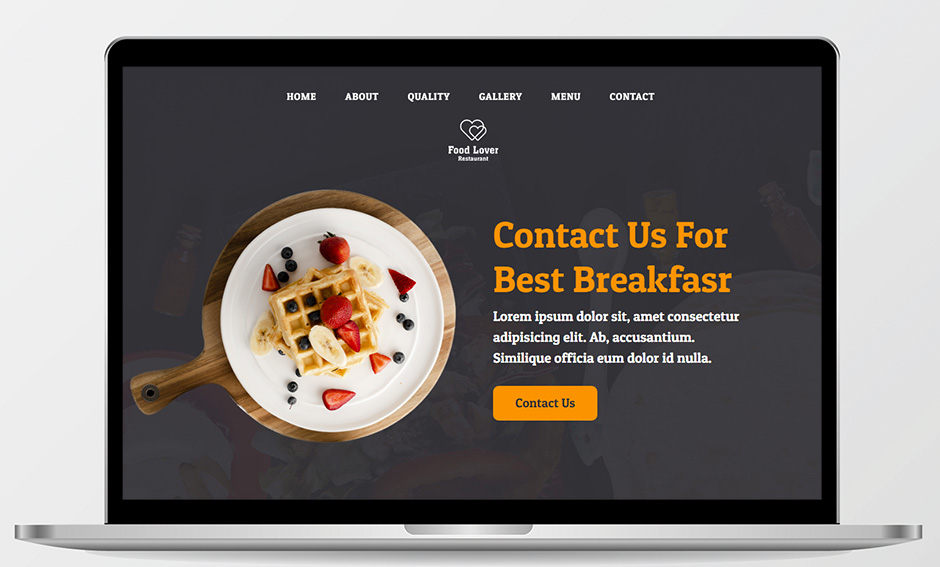 HOME ABOUT QUALITY GALLERY MENU CONTACT
Food Lover
Restaurant
Contact Us For
Best Breakfasr
Lorem ipsum dolor sit, amet consectetur
adipisicing elit. Ab, accusantium.
Similique officia eum dolor id nulla.
Contact Us